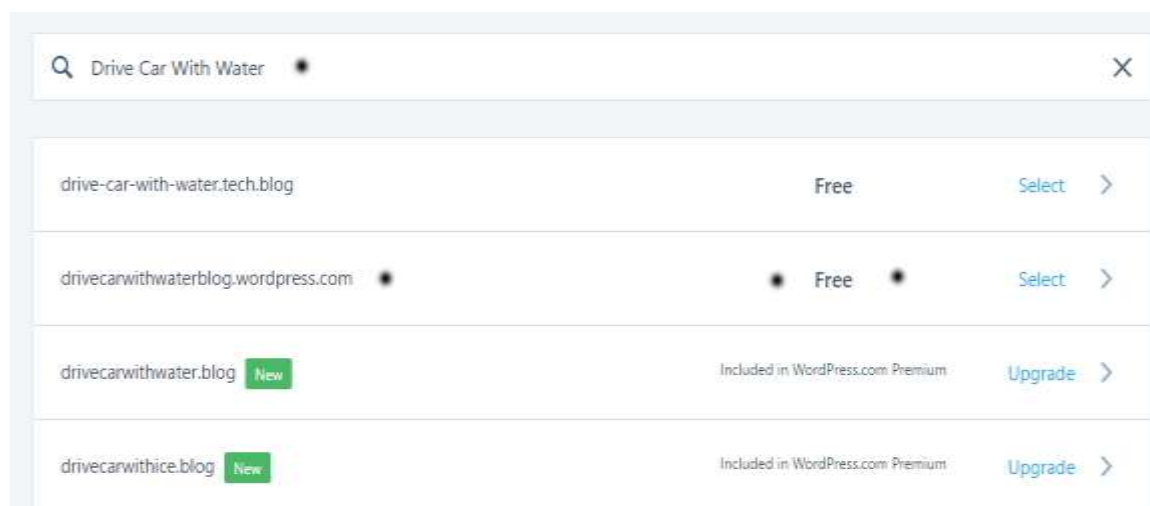 Drive Car With Water
drive-car-with-water.tech.blog Free Select
drivecarwithwaterblog.wordpress.com Free Select
drivecarwithwater.blog New Included in WordPress.com Premium Upgrade
drivecarwithice.blog New Included in WordPress.com Premium Upgrade